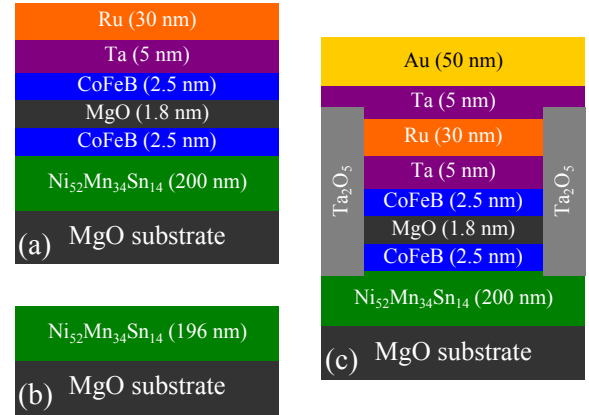 Ru (30 nm)
Ta (5 nm)
CoFeB (2.5 nm)
MgO (1.8 nm)
CoFeB (2.5 nm)
Ni₅₂Mn₃₄Sn₁₄ (200 nm)
(a) MgO substrate
Ni₅₂Mn₃₄Sn₁₄ (196 nm)
(b) MgO substrate
Au (50 nm)
Ta (5 nm)
Ru (30 nm)
Ta (5 nm)
CoFeB (2.5 nm)
MgO (1.8 nm)
CoFeB (2.5 nm)
Ta₂O₅
Ta₂O₅
Ni₅₂Mn₃₄Sn₁₄ (200 nm)
(c) MgO substrate